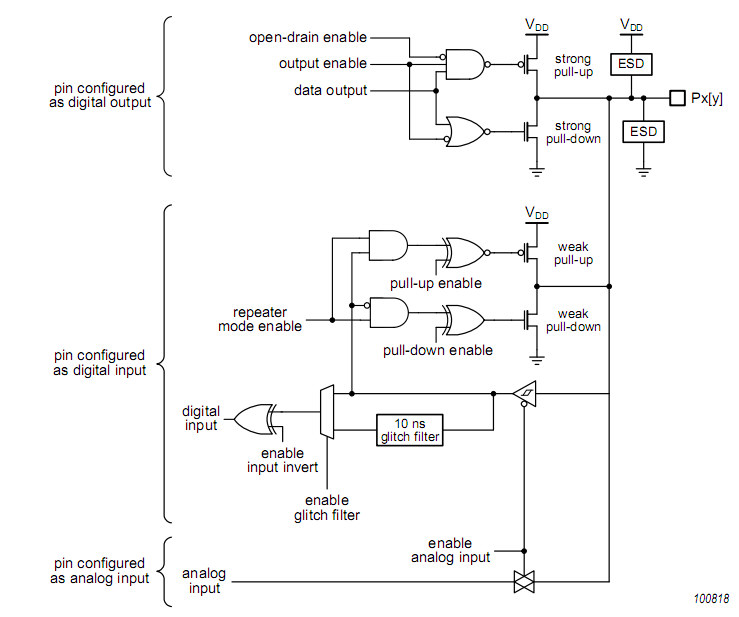 VDD
VDD
open-drain enable
output enable
data output
strong
pull-up
ESD
pin configured
as digital output
Px[y]
strong
pull-down
ESD
VDD
weak
pull-up
pull-up enable
repeater
mode enable
weak
pull-down
pull-down enable
pin configured
as digital input
digital
input
10 ns
glitch filter
enable
input invert
enable
glitch filter
enable
analog input
pin configured
as analog input
analog
input
100818